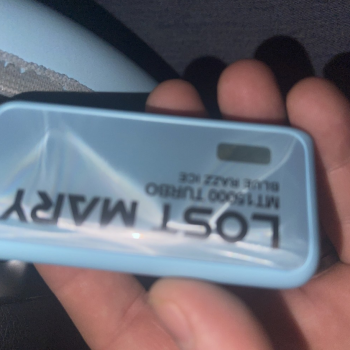 LOST MARY
MT15000 TURBO
BLUE RAZZ ICE